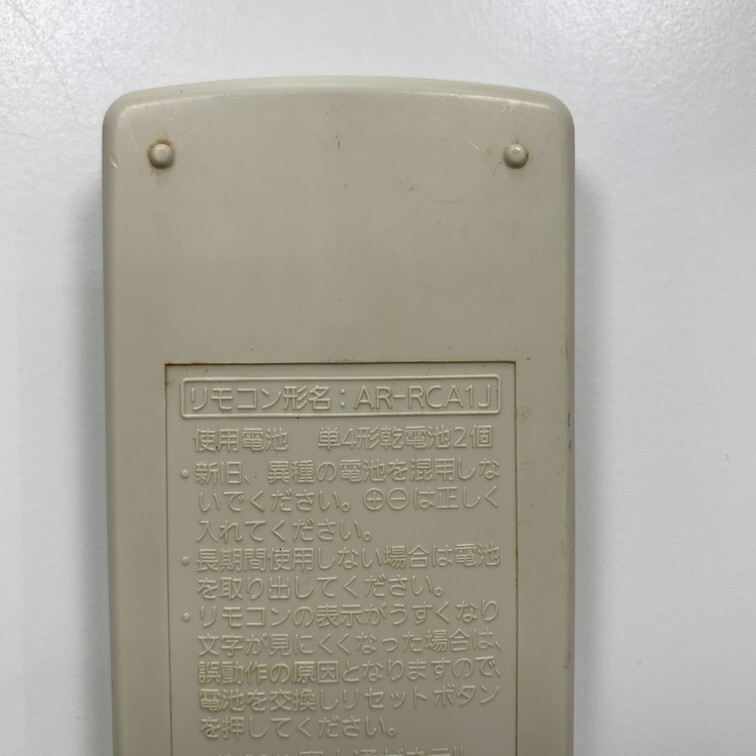 リモコン形名：AR-RCA1J
使用電池　単4形乾電池2個
・新旧、異種の電池を混用しな
いでください。⊕⊖は正しく
入れてください。
・長期間使用しない場合は電池
を取り出してください。
・リモコンの表示がうすくなり
文字が見にくくなった場合は、
誤動作の原因となりますので、
電池を交換しリセットボタン
を押してください。